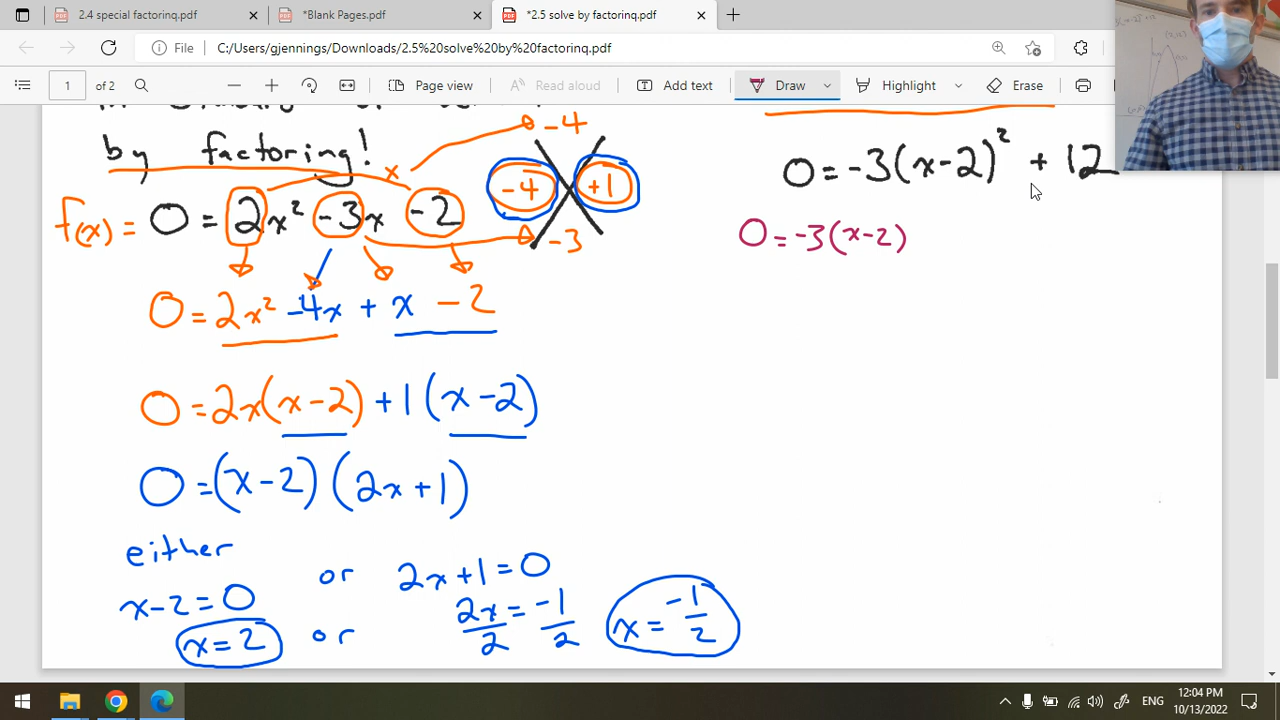 2.4 special factoring.pdf
*Blank Pages.pdf
*2.5 solve by factoring.pdf
File C:/Users/gjennings/Downloads/2.5%20solve%20by%20factoring.pdf
1 of 2
Page view
Read aloud
Add text
Draw
Highlight
Erase
by factoring!
-4
x
-4 +1
-3
f(x) = 0 = 2x² -3x -2
0 = 2x² -4x + x - 2
0 = 2x(x-2) + 1(x-2)
0 = (x-2)(2x+1)
either
x-2=0 or 2x+1=0
x=2 or 2x/2 = -1/2 x = -1/2
0 = -3(x-2)² + 12
0 = -3(x-2)
ENG
12:04 PM
10/13/2022